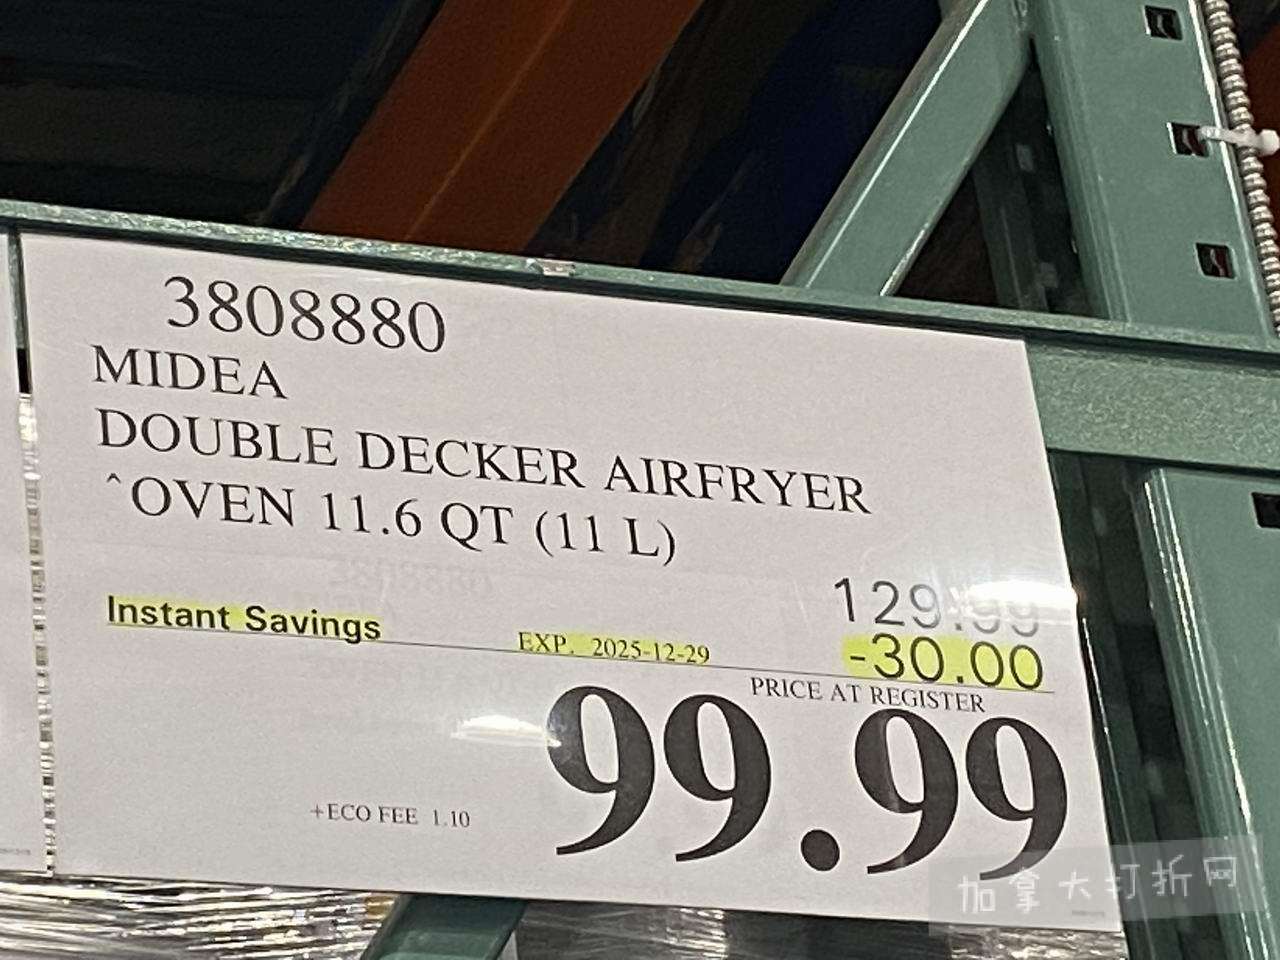 3808880
MIDEA
DOUBLE DECKER AIRFRYER
^OVEN 11.6 QT (11 L)
129.99
Instant Savings EXP. 2025-12-29 -30.00
PRICE AT REGISTER
99.99
+ECO FEE 1.10
加拿大打折网